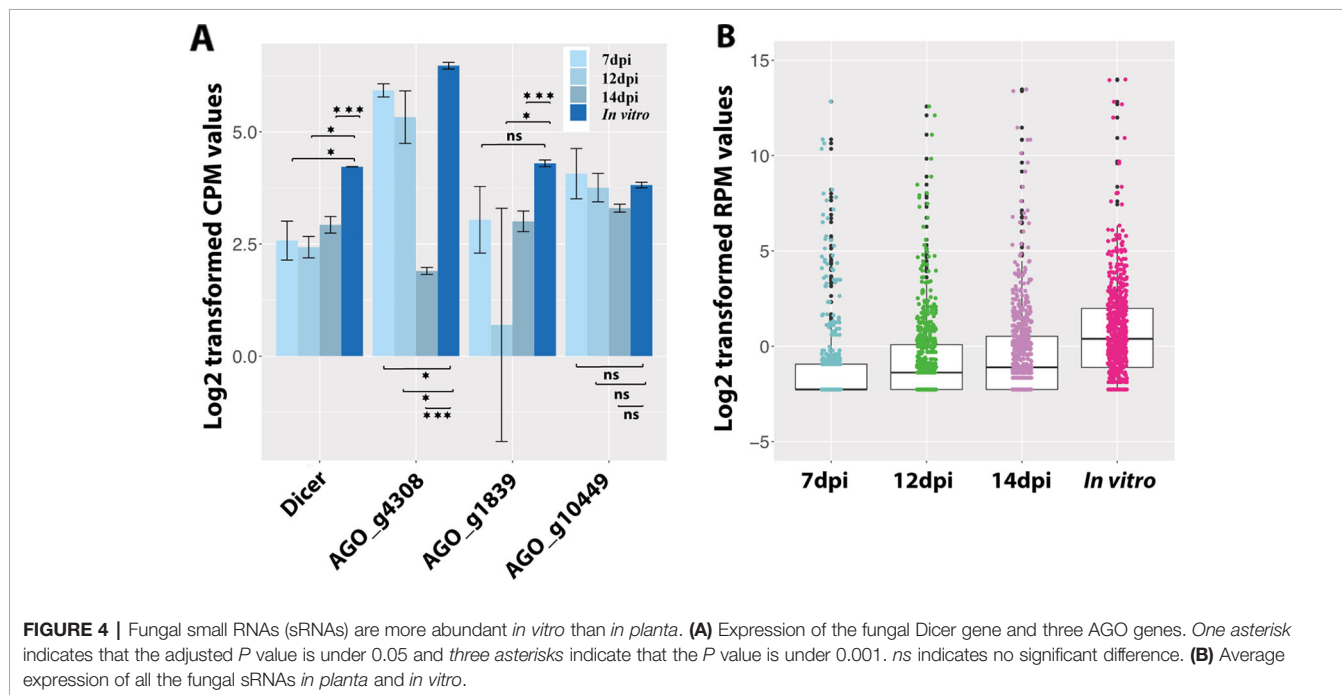 A
Log2 transformed CPM values
5.0
2.5
0.0
7dpi
12dpi
14dpi
In vitro
∗∗∗
∗
∗
∗∗∗
∗
ns
∗
∗
∗∗∗
ns
ns
ns
Dicer
AGO_g4308
AGO_g1839
AGO_g10449
B
Log2 transformed RPM values
15
10
5
0
−5
7dpi
12dpi
14dpi
In vitro
FIGURE 4 | Fungal small RNAs (sRNAs) are more abundant in vitro than in planta. (A) Expression of the fungal Dicer gene and three AGO genes. One asterisk
indicates that the adjusted P value is under 0.05 and three asterisks indicate that the P value is under 0.001. ns indicates no significant difference. (B) Average
expression of all the fungal sRNAs in planta and in vitro.